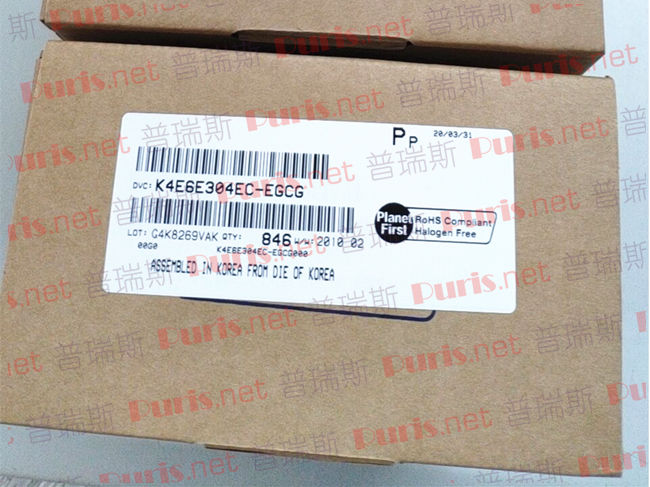 Pp 20/03/31
DVC: K4E6E304EC-EGCG
LOT: G4K8269VAK QTY: 846 W/W: 2010 02
00G0 K4E6E304EC-EGCG000/
ASSEMBLED IN KOREA FROM DIE OF KOREA
Planet First
RoHS Compliant
Halogen Free
Puris.net 普瑞斯